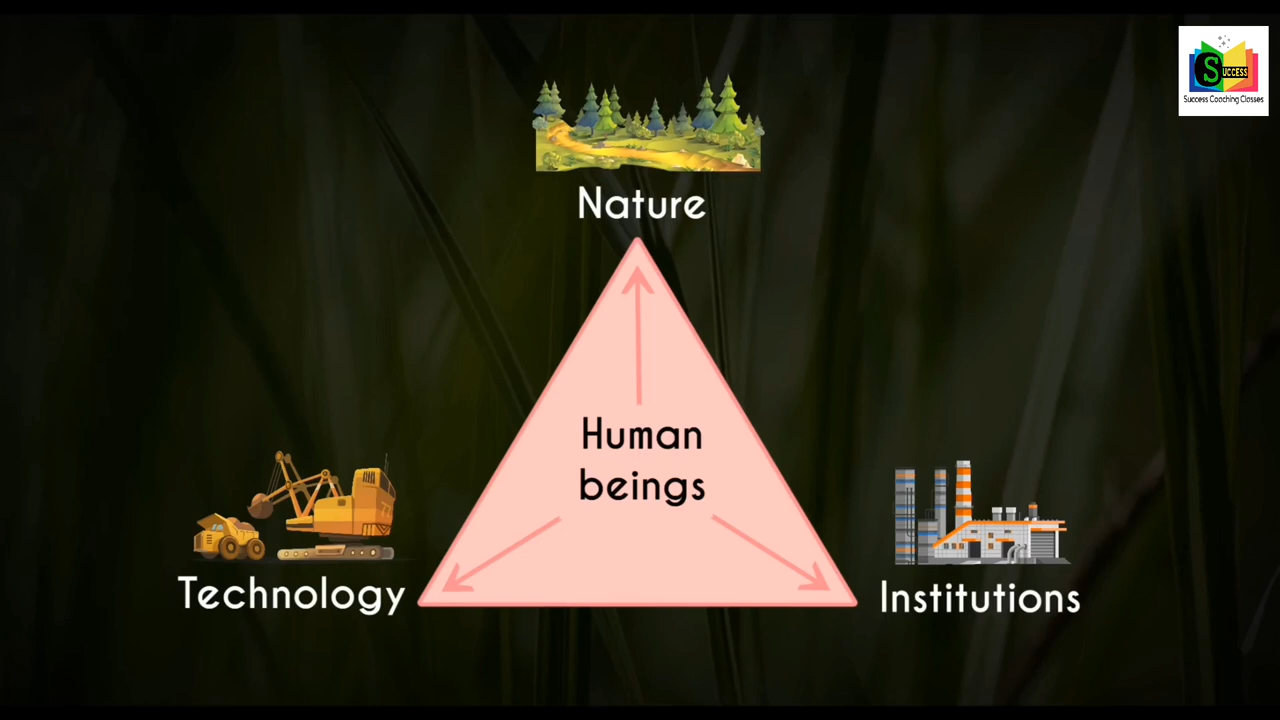 SUCCESS
Success Coaching Classes
Nature
Human
beings
Technology
Institutions